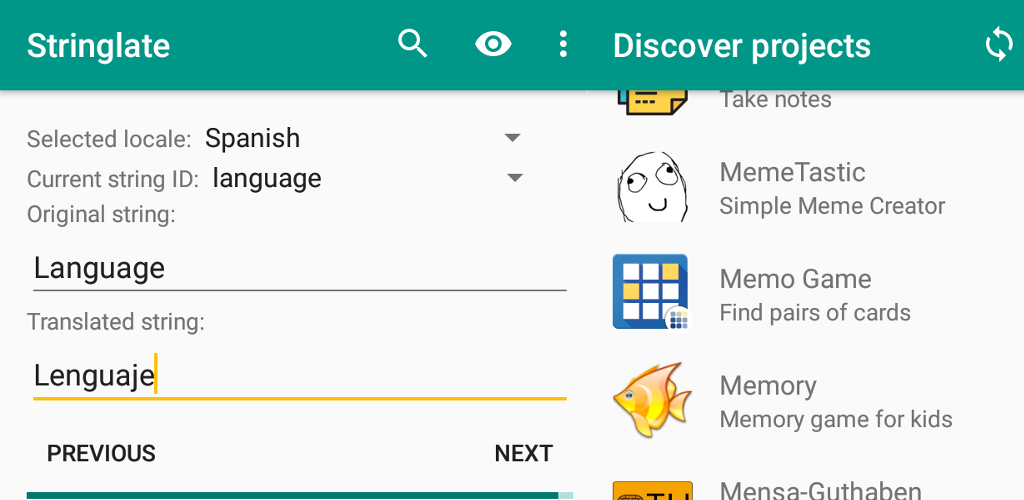 Stringlate
Selected locale: Spanish
Current string ID: language
Original string:
Language
Translated string:
Lenguaje
PREVIOUS NEXT
Discover projects
Take notes
MemeTastic
Simple Meme Creator
Memo Game
Find pairs of cards
Memory
Memory game for kids
Mensa-Guthaben